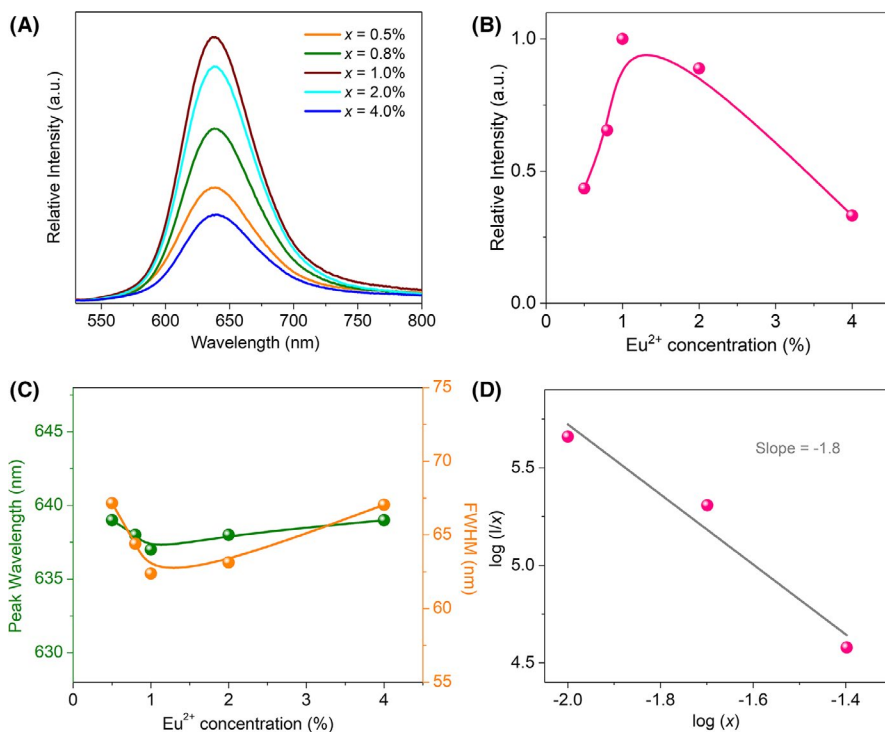 (A)
x = 0.5%
x = 0.8%
x = 1.0%
x = 2.0%
x = 4.0%
Relative Intensity (a.u.)
550 600 650 700 750 800
Wavelength (nm)
(B)
1.0
0.5
0.0
Relative Intensity (a.u.)
0 1 2 3 4
Eu²⁺ concentration (%)
(C)
645
640
635
630
Peak Wavelength (nm)
75
70
65
60
55
FWHM (nm)
0 1 2 3 4
Eu²⁺ concentration (%)
(D)
Slope = -1.8
5.5
5.0
4.5
log (I/x)
-2.0 -1.8 -1.6 -1.4
log (x)